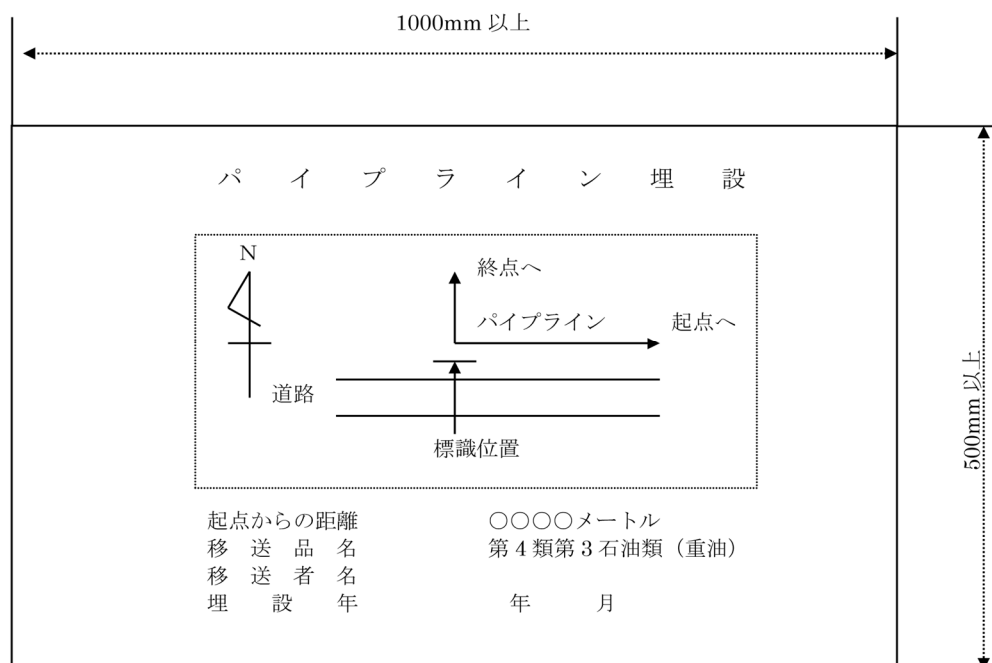 1000mm 以上
パイプライン埋設
N
終点へ
パイプライン
起点へ
道路
標識位置
500mm 以上
起点からの距離 ○○○○メートル
移送品名 第4類第3石油類（重油）
移送者名
埋設年 年 月